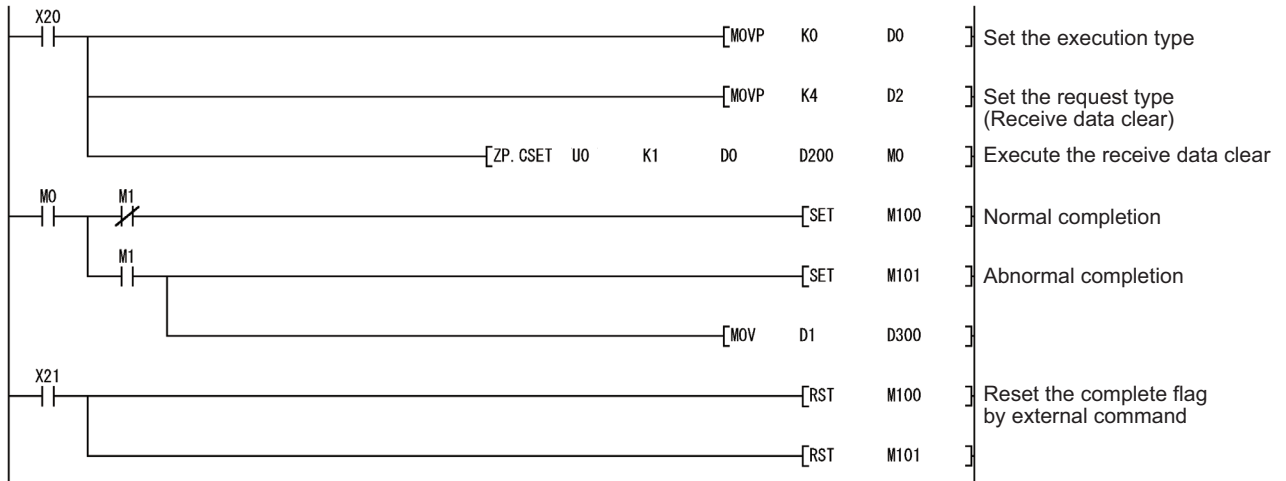 X20
[MOVP K0 D0 ] Set the execution type
[MOVP K4 D2 ] Set the request type
(Receive data clear)
[ZP.CSET U0 K1 D0 D200 M0 ] Execute the receive data clear
M0 M1
[SET M100 ] Normal completion
M1
[SET M101 ] Abnormal completion
[MOV D1 D300 ]
X21
[RST M100 ] Reset the complete flag
by external command
[RST M101 ]